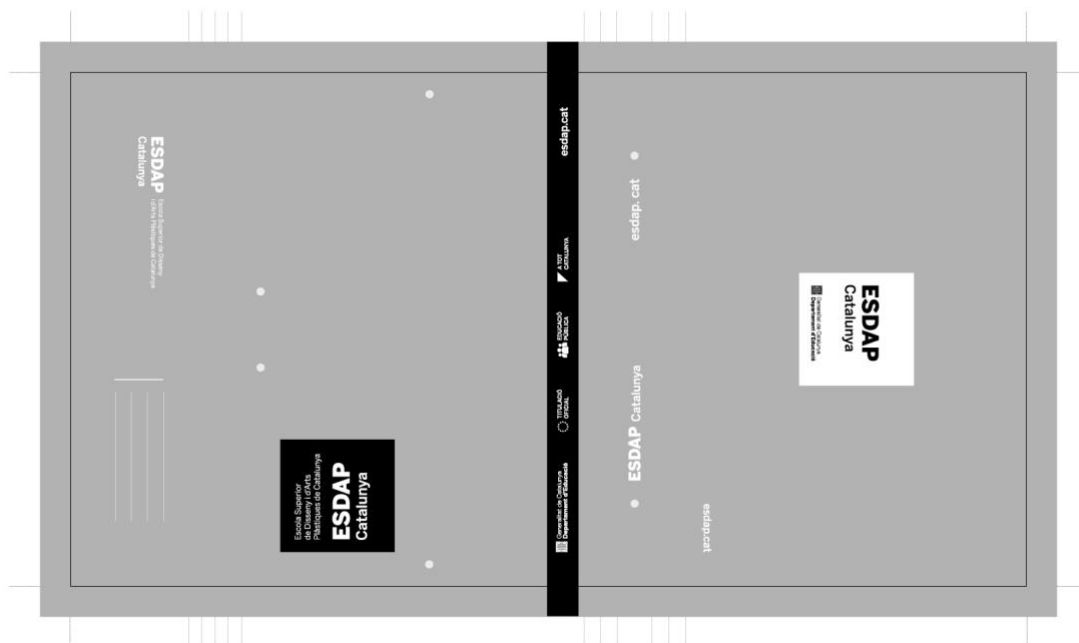 ESDAP
Catalunya
Escola Superior de Disseny
i d'Arts Plàstiques de Catalunya
Escola Superior
de Disseny i d'Arts
Plàstiques de Catalunya
ESDAP
Catalunya
esdap.cat
A TOT
CATALUNYA
EDUCACIÓ
PÚBLICA
TITULACIÓ
OFICIAL
Generalitat de Catalunya
Departament d'Educació
esdap. cat
ESDAP Catalunya
esdap.cat
ESDAP
Catalunya
Generalitat de Catalunya
Departament d'Educació